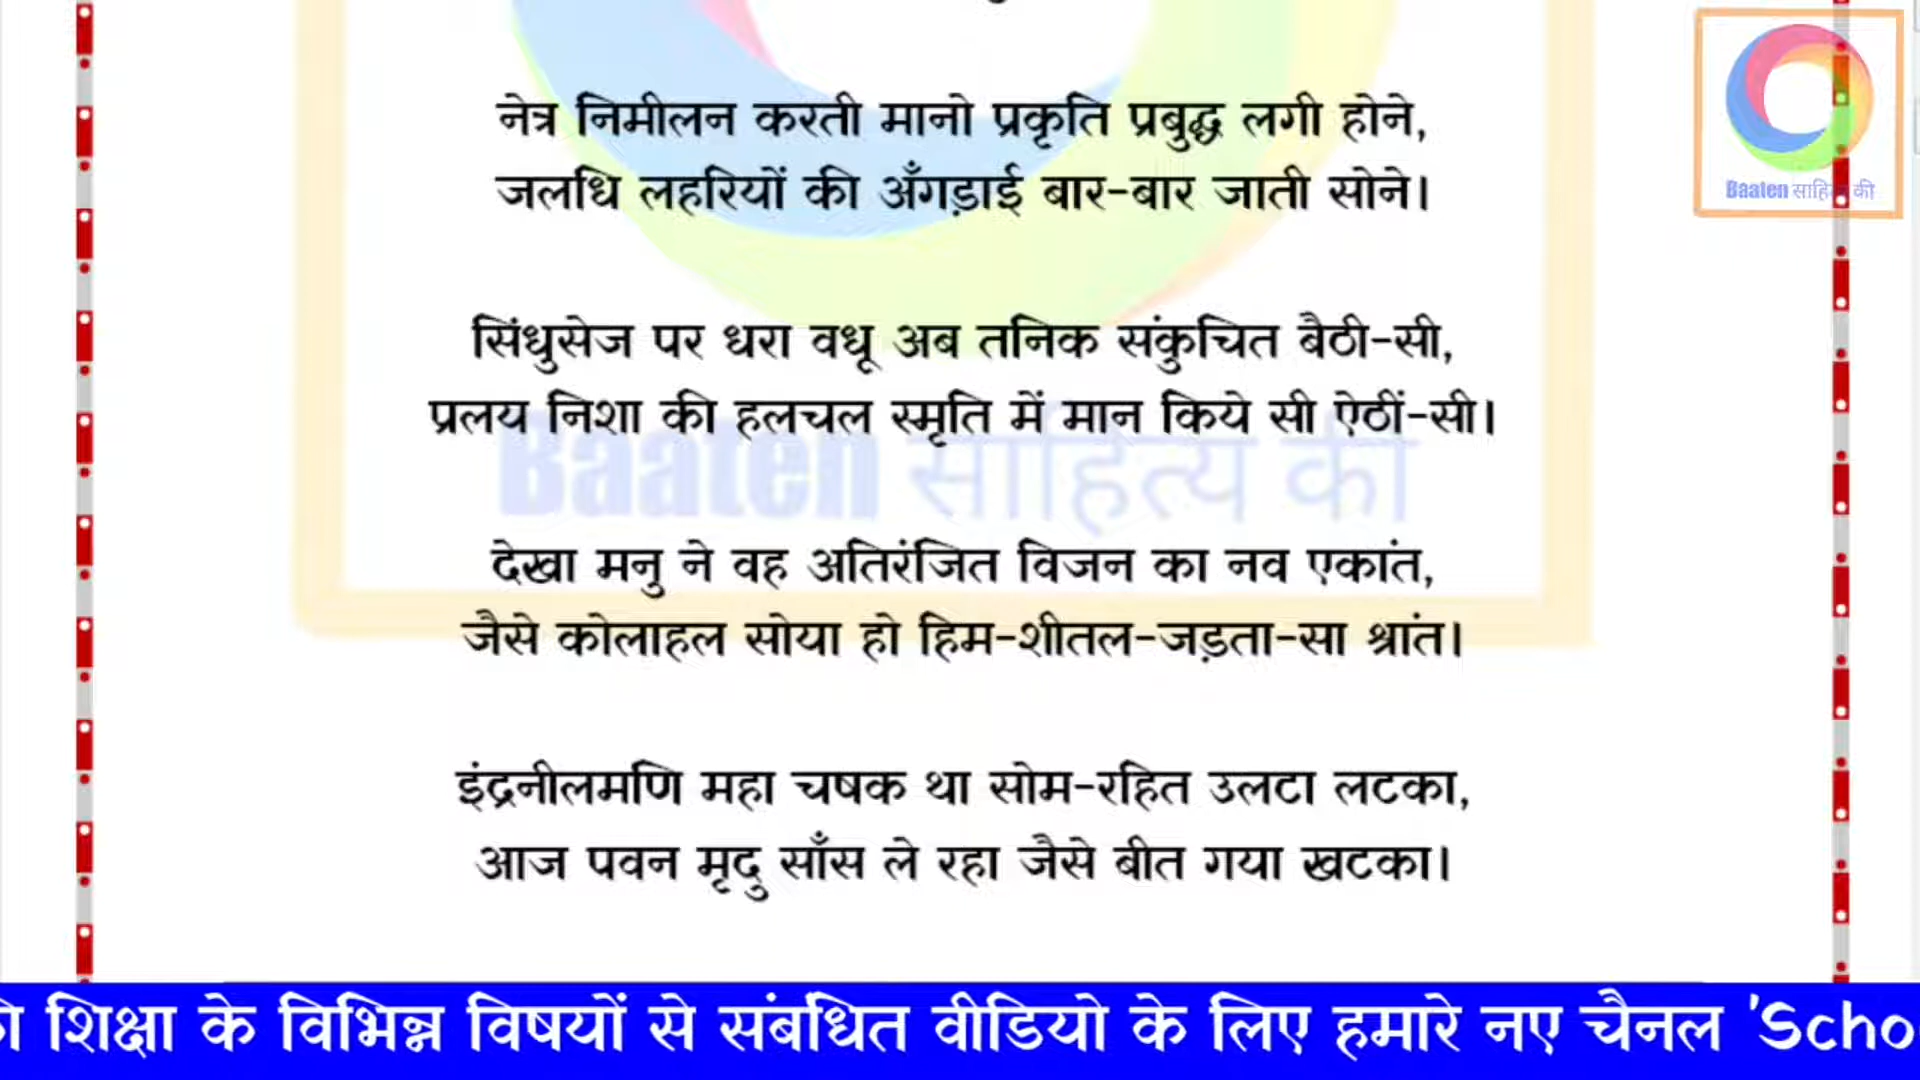 Baaten साहित्य की
नेत्र निमीलन करती मानो प्रकृति प्रबुद्ध लगी होने,
जलधि लहरियों की अँगड़ाई बार-बार जाती सोने।
सिंधुसेज पर धरा वधू अब तनिक संकुचित बैठी-सी,
प्रलय निशा की हलचल स्मृति में मान किये सी ऐठीं-सी।
Baaten साहित्य की
देखा मनु ने वह अतिरंजित विजन का नव एकांत,
जैसे कोलाहल सोया हो हिम-शीतल-जड़ता-सा श्रांत।
इंद्रनीलमणि महा चषक था सोम-रहित उलटा लटका,
आज पवन मृदु साँस ले रहा जैसे बीत गया खटका।
शिक्षा के विभिन्न विषयों से संबंधित वीडियो के लिए हमारे नए चैनल 'Scho